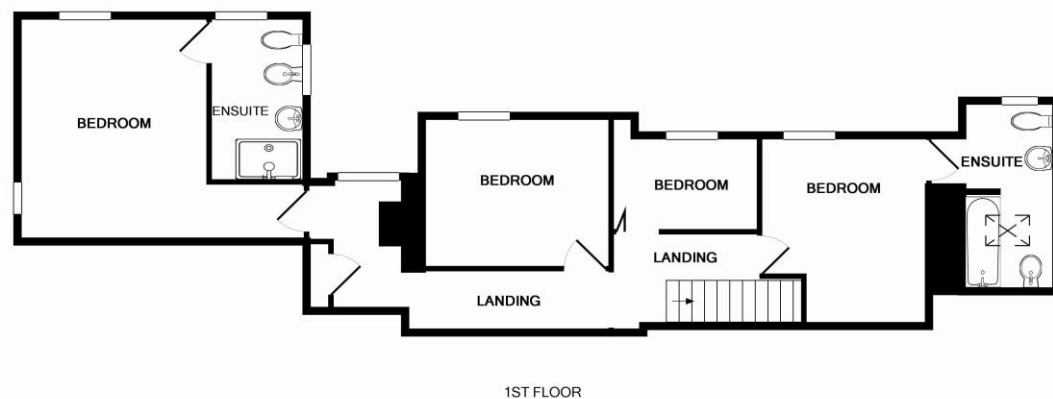 BEDROOM
ENSUITE
BEDROOM
BEDROOM
BEDROOM
ENSUITE
LANDING
LANDING
1ST FLOOR